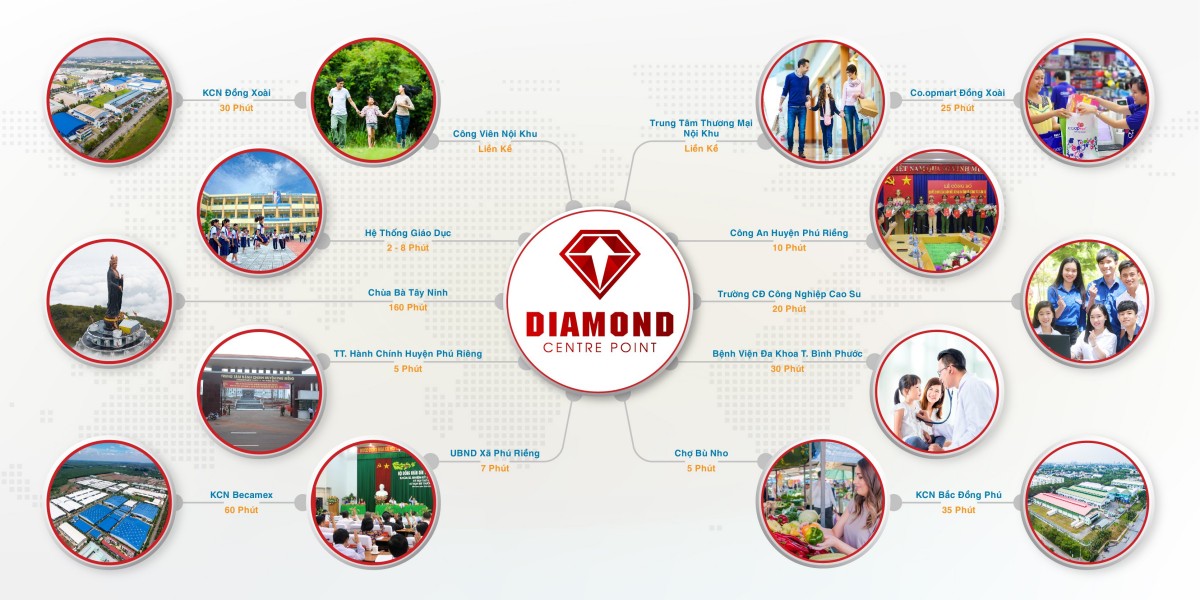 KCN Đồng Xoài
30 Phút
Công Viên Nội Khu
Liền Kề
Trung Tâm Thương Mại
Nội Khu
Liền Kề
Co.opmart Đồng Xoài
25 Phút
Hệ Thống Giáo Dục
2 - 8 Phút
Công An Huyện Phú Riềng
10 Phút
Chùa Bà Tây Ninh
160 Phút
DIAMOND
CENTRE POINT
Trường CĐ Công Nghiệp Cao Su
20 Phút
TT. Hành Chính Huyện Phú Riêng
5 Phút
Bệnh Viện Đa Khoa T. Bình Phước
30 Phút
UBND Xã Phú Riềng
7 Phút
Chợ Bù Nho
5 Phút
KCN Becamex
60 Phút
KCN Bắc Đồng Phú
35 Phút